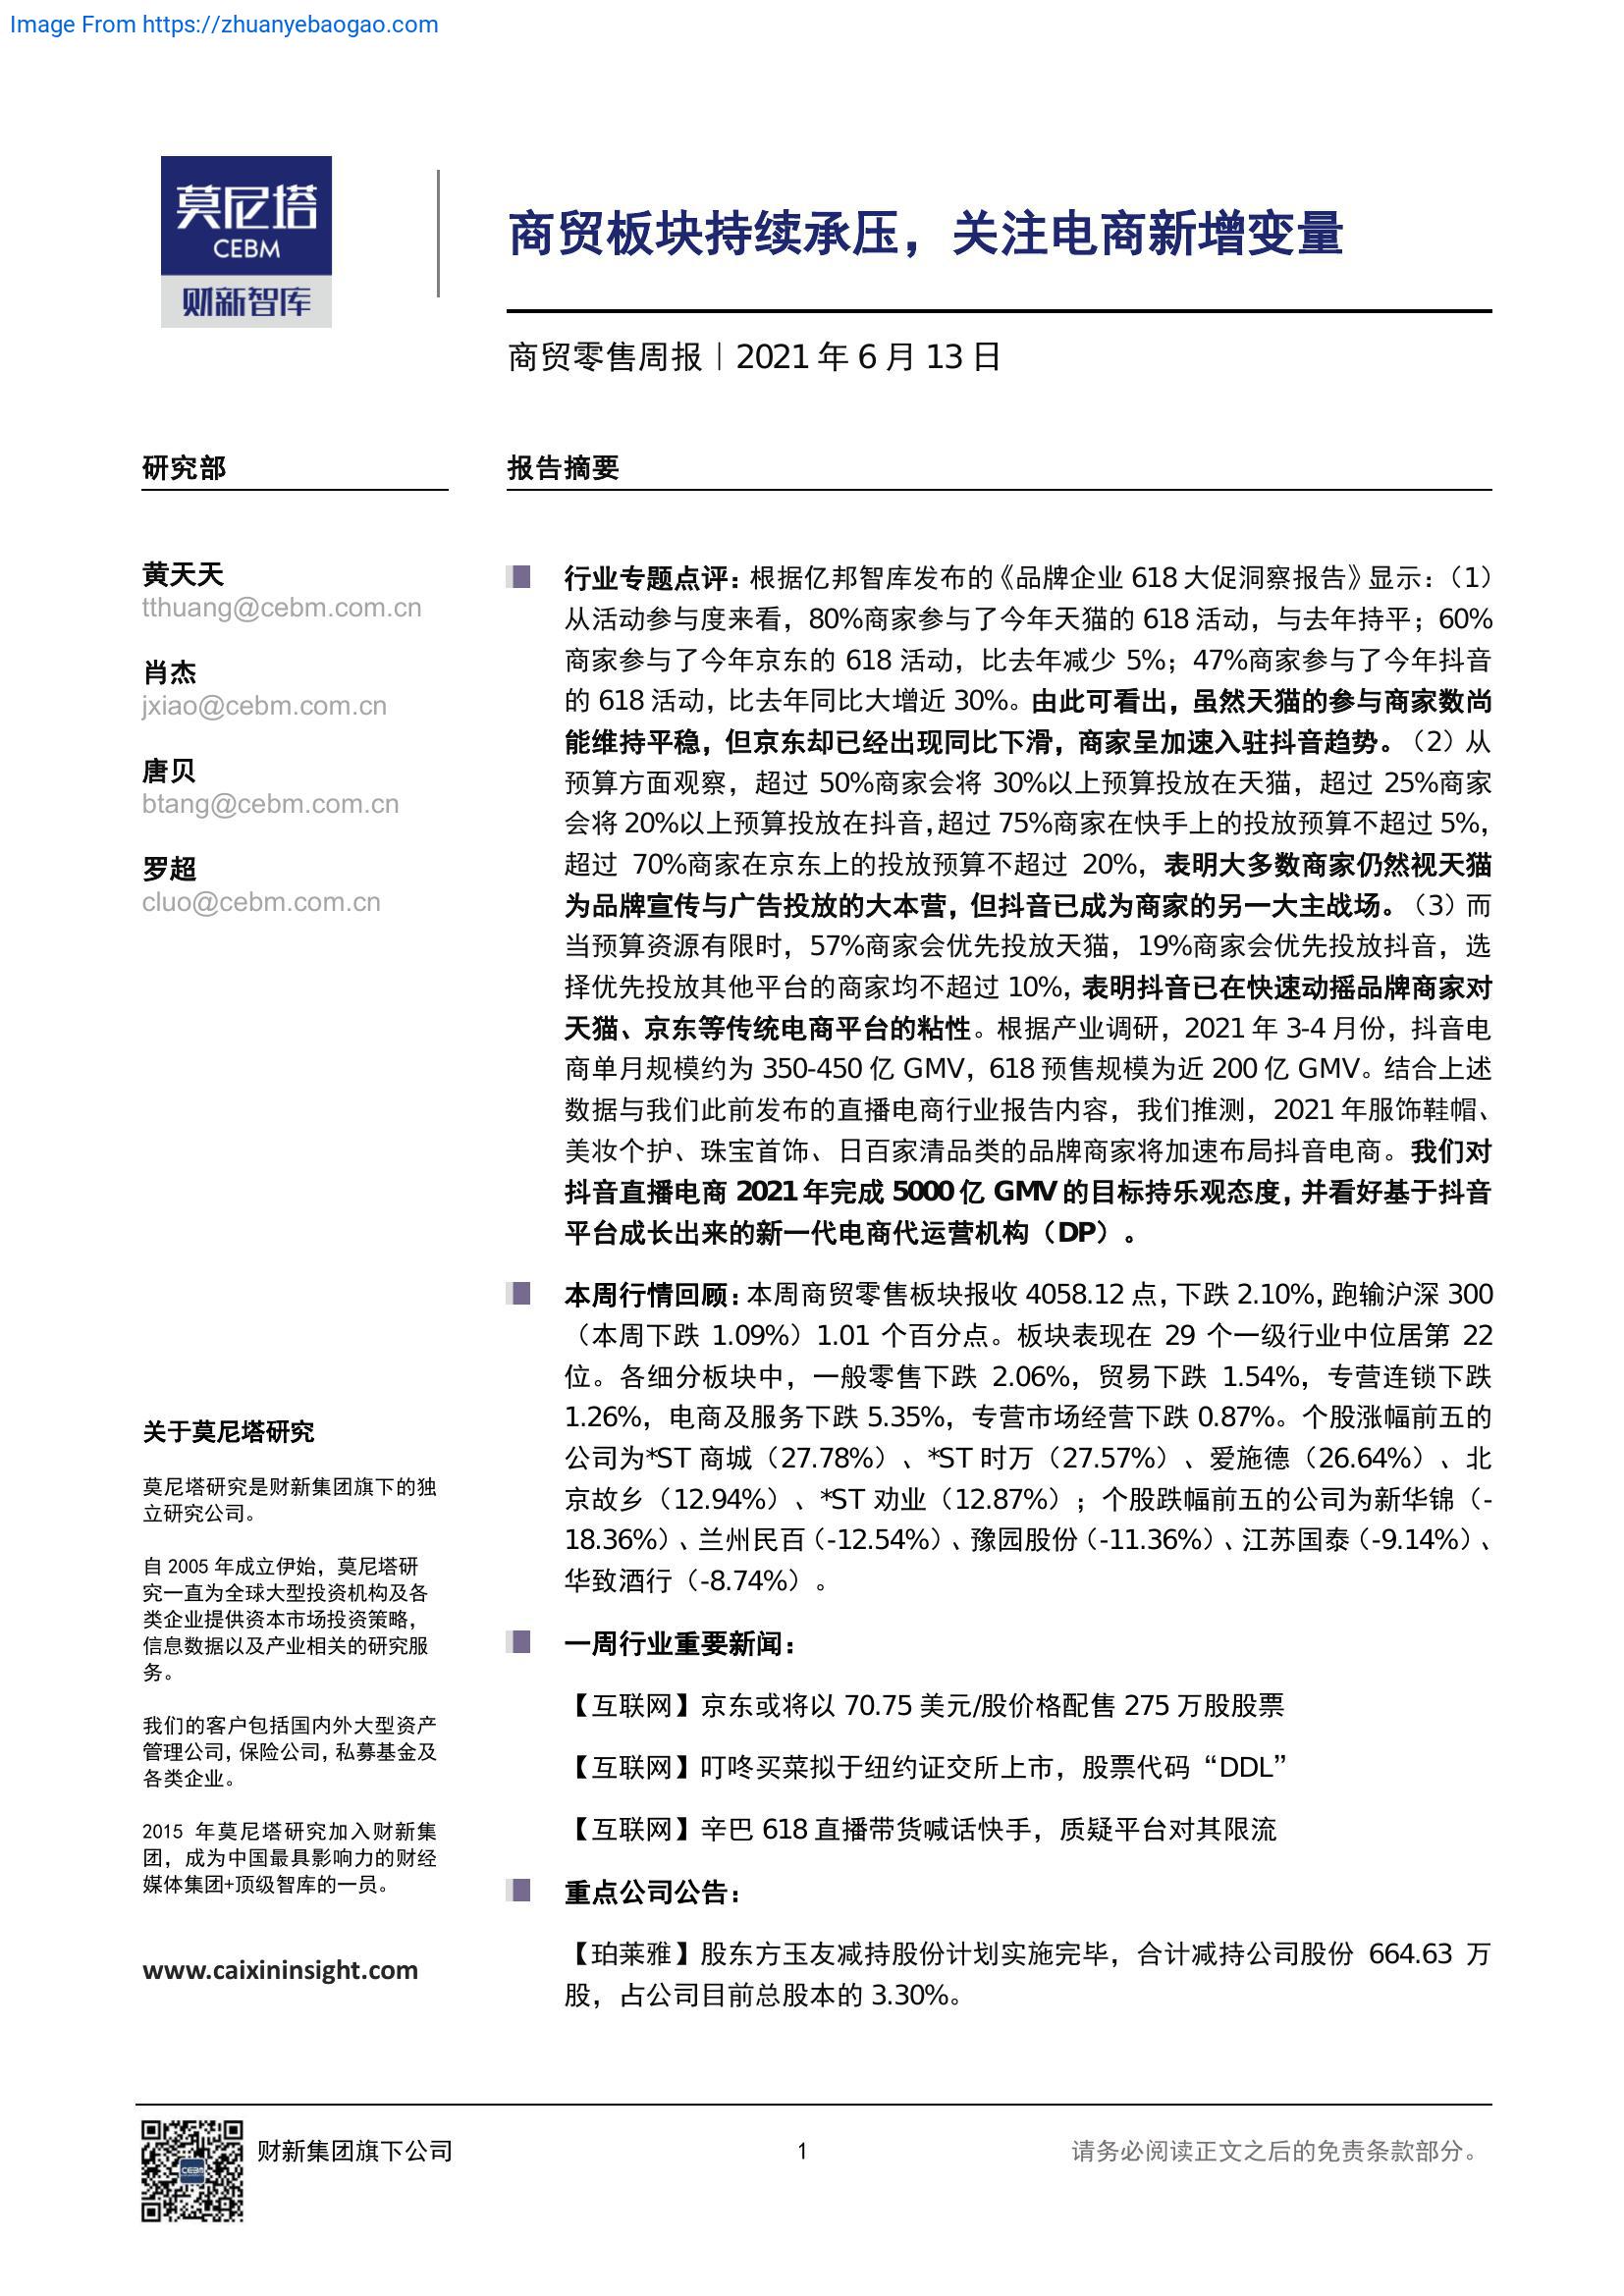 Image From https://zhuanyebaogao.com
莫尼塔
CEBM
财新智库
商贸板块持续承压，关注电商新增变量
商贸零售周报｜2021 年 6 月 13 日
研究部
黄天天
tthuang@cebm.com.cn
肖杰
jxiao@cebm.com.cn
唐贝
btang@cebm.com.cn
罗超
cluo@cebm.com.cn
关于莫尼塔研究
莫尼塔研究是财新集团旗下的独
立研究公司。
自 2005 年成立伊始，莫尼塔研
究一直为全球大型投资机构及各
类企业提供资本市场投资策略，
信息数据以及产业相关的研究服
务。
我们的客户包括国内外大型资产
管理公司，保险公司，私募基金及
各类企业。
2015 年莫尼塔研究加入财新集
团，成为中国最具影响力的财经
媒体集团+顶级智库的一员。
www.caixininsight.com
报告摘要
行业专题点评：根据亿邦智库发布的《品牌企业 618 大促洞察报告》显示：（1）
从活动参与度来看，80%商家参与了今年天猫的 618 活动，与去年持平；60%
商家参与了今年京东的 618 活动，比去年减少 5%；47%商家参与了今年抖音
的 618 活动，比去年同比大增近 30%。由此可看出，虽然天猫的参与商家数尚
能维持平稳，但京东却已经出现同比下滑，商家呈加速入驻抖音趋势。（2）从
预算方面观察，超过 50%商家会将 30%以上预算投放在天猫，超过 25%商家
会将 20%以上预算投放在抖音，超过 75%商家在快手上的投放预算不超过 5%，
超过 70%商家在京东上的投放预算不超过 20%，表明大多数商家仍然视天猫
为品牌宣传与广告投放的大本营，但抖音已成为商家的另一大主战场。（3）而
当预算资源有限时，57%商家会优先投放天猫，19%商家会优先投放抖音，选
择优先投放其他平台的商家均不超过 10%，表明抖音已在快速动摇品牌商家对
天猫、京东等传统电商平台的粘性。根据产业调研，2021 年 3-4 月份，抖音电
商单月规模约为 350-450 亿 GMV，618 预售规模为近 200 亿 GMV。结合上述
数据与我们此前发布的直播电商行业报告内容，我们推测，2021 年服饰鞋帽、
美妆个护、珠宝首饰、日百家清品类的品牌商家将加速布局抖音电商。我们对
抖音直播电商 2021 年完成 5000 亿 GMV 的目标持乐观态度，并看好基于抖音
平台成长出来的新一代电商代运营机构（DP）。
本周行情回顾：本周商贸零售板块报收 4058.12 点，下跌 2.10%，跑输沪深 300
（本周下跌 1.09%）1.01 个百分点。板块表现在 29 个一级行业中位居第 22
位。各细分板块中，一般零售下跌 2.06%，贸易下跌 1.54%，专营连锁下跌
1.26%，电商及服务下跌 5.35%，专营市场经营下跌 0.87%。个股涨幅前五的
公司为*ST 商城（27.78%）、*ST 时万（27.57%）、爱施德（26.64%）、北
京故乡（12.94%）、*ST 劝业（12.87%）；个股跌幅前五的公司为新华锦（-
18.36%）、兰州民百（-12.54%）、豫园股份（-11.36%）、江苏国泰（-9.14%）、
华致酒行（-8.74%）。
一周行业重要新闻：
【互联网】京东或将以 70.75 美元/股价格配售 275 万股股票
【互联网】叮咚买菜拟于纽约证交所上市，股票代码“DDL”
【互联网】辛巴 618 直播带货喊话快手，质疑平台对其限流
重点公司公告：
【珀莱雅】股东方玉友减持股份计划实施完毕，合计减持公司股份 664.63 万
股，占公司目前总股本的 3.30%。
CEBM
财新集团旗下公司
1
请务必阅读正文之后的免责条款部分。